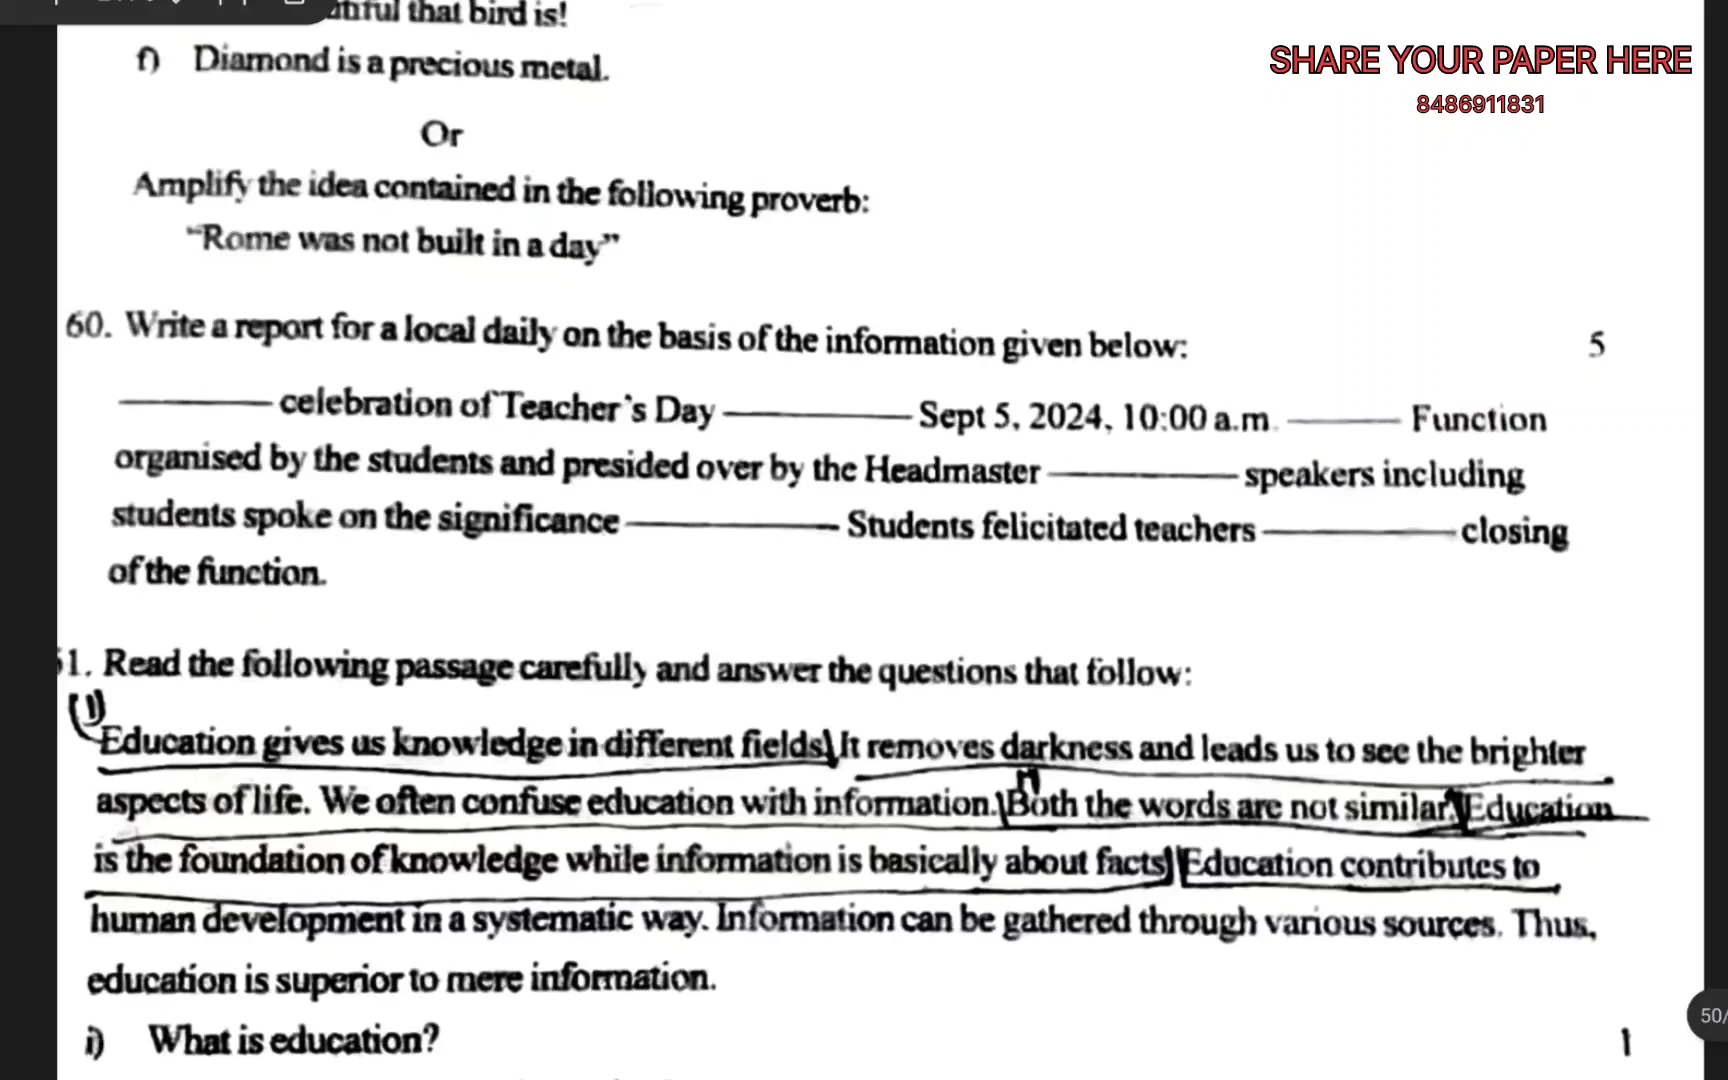 that bird is!
f) Diamond is a precious metal.
SHARE YOUR PAPER HERE
8486911831
Or
Amplify the idea contained in the following proverb:
"Rome was not built in a day"
60. Write a report for a local daily on the basis of the information given below: 5
________ celebration of Teacher's Day ________ Sept 5, 2024, 10:00 a.m. ________ Function
organised by the students and presided over by the Headmaster ________ speakers including
students spoke on the significance ________ Students felicitated teachers ________ closing
of the function.
1. Read the following passage carefully and answer the questions that follow:
(1)
Education gives us knowledge in different fields. It removes darkness and leads us to see the brighter
aspects of life. We often confuse education with information. Both the words are not similar. Education
is the foundation of knowledge while information is basically about facts. Education contributes to
human development in a systematic way. Information can be gathered through various sources. Thus,
education is superior to mere information.
50/
i) What is education? 1